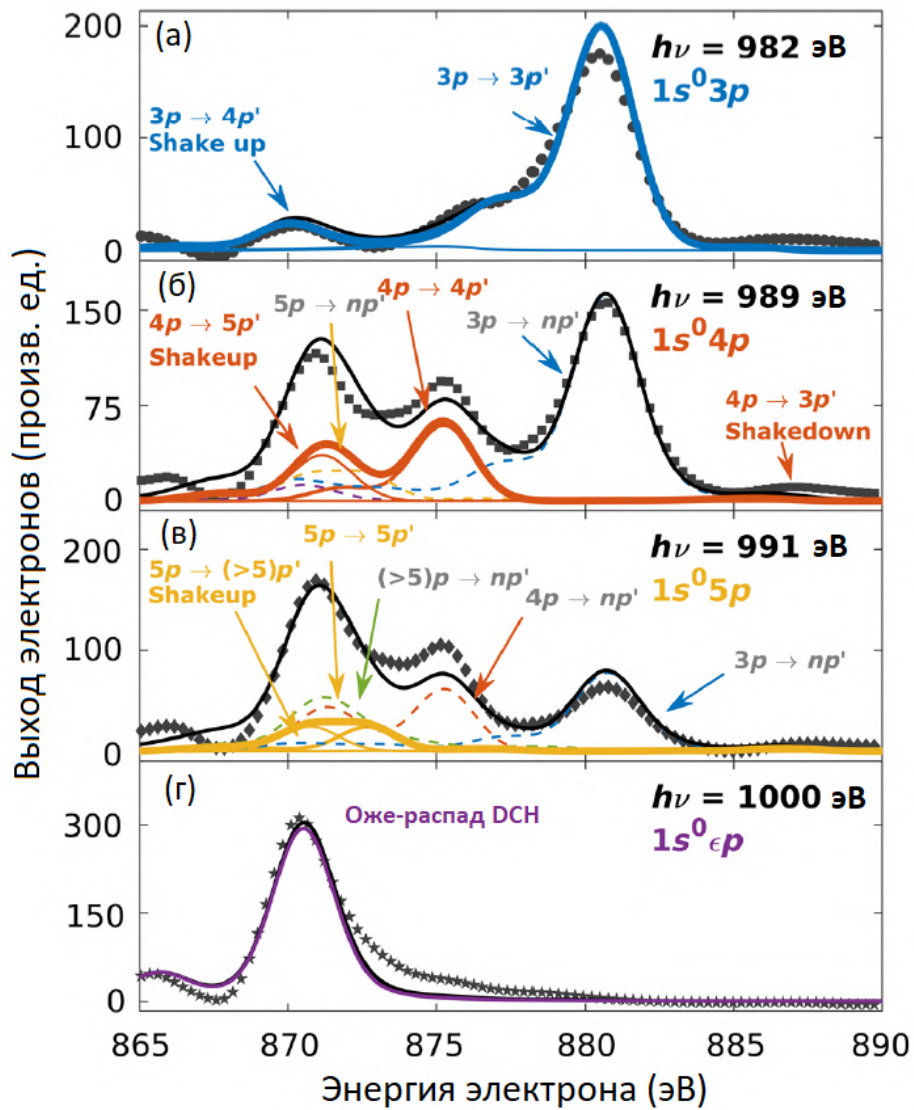 Выход электронов (произв. ед.)
200
100
0
(а)
hν = 982 эВ
1s⁰3p
3p → 3p'
3p → 4p'
Shake up
150
75
0
(б)
hν = 989 эВ
1s⁰4p
5p → np'
4p → 4p'
4p → 5p'
Shakeup
3p → np'
4p → 3p'
Shakedown
200
100
0
(в)
hν = 991 эВ
1s⁰5p
5p → 5p'
5p → (>5)p'
Shakeup
(>5)p → np'
4p → np'
3p → np'
300
150
0
(г)
Оже-распад DCH
hν = 1000 эВ
1s⁰ϵp
865 870 875 880 885 890
Энергия электрона (эВ)